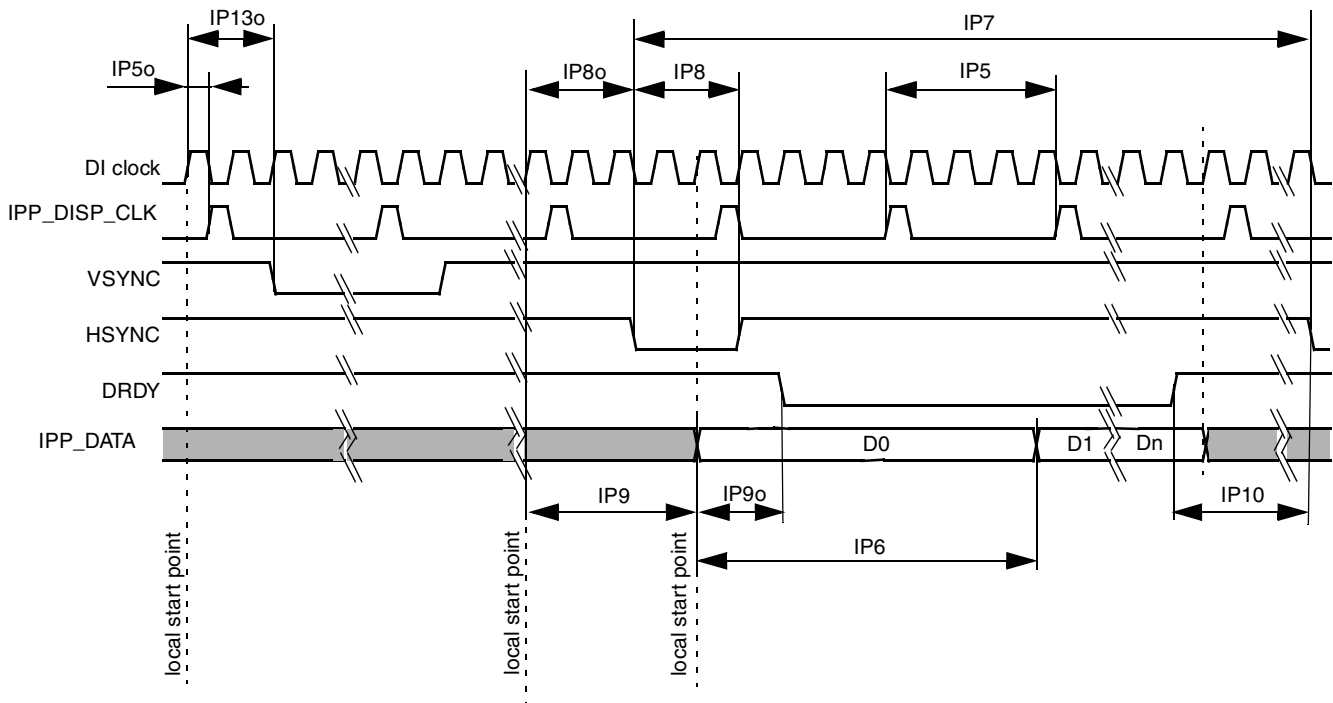 IP13o
IP7
IP5o
IP8o
IP8
IP5
DI clock
IPP_DISP_CLK
VSYNC
HSYNC
DRDY
IPP_DATA
D0
D1
Dn
IP9
IP9o
IP10
IP6
local start point
local start point
local start point